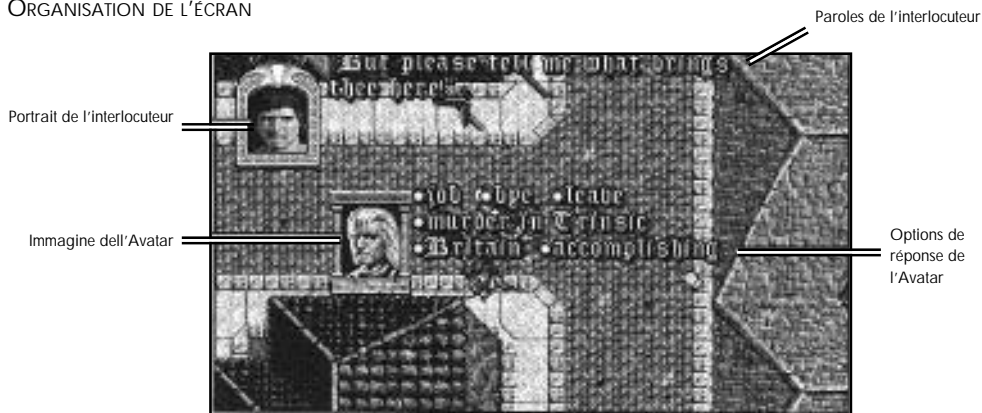 ORGANISATION DE L'ÉCRAN
Paroles de l'interlocuteur
But please tell me what brings
thee here?
Portrait de l'interlocuteur
•job •bye •leave
•murder in Trinsic
•Britain •accomplishing
Immagine dell'Avatar
Options de
réponse de
l'Avatar